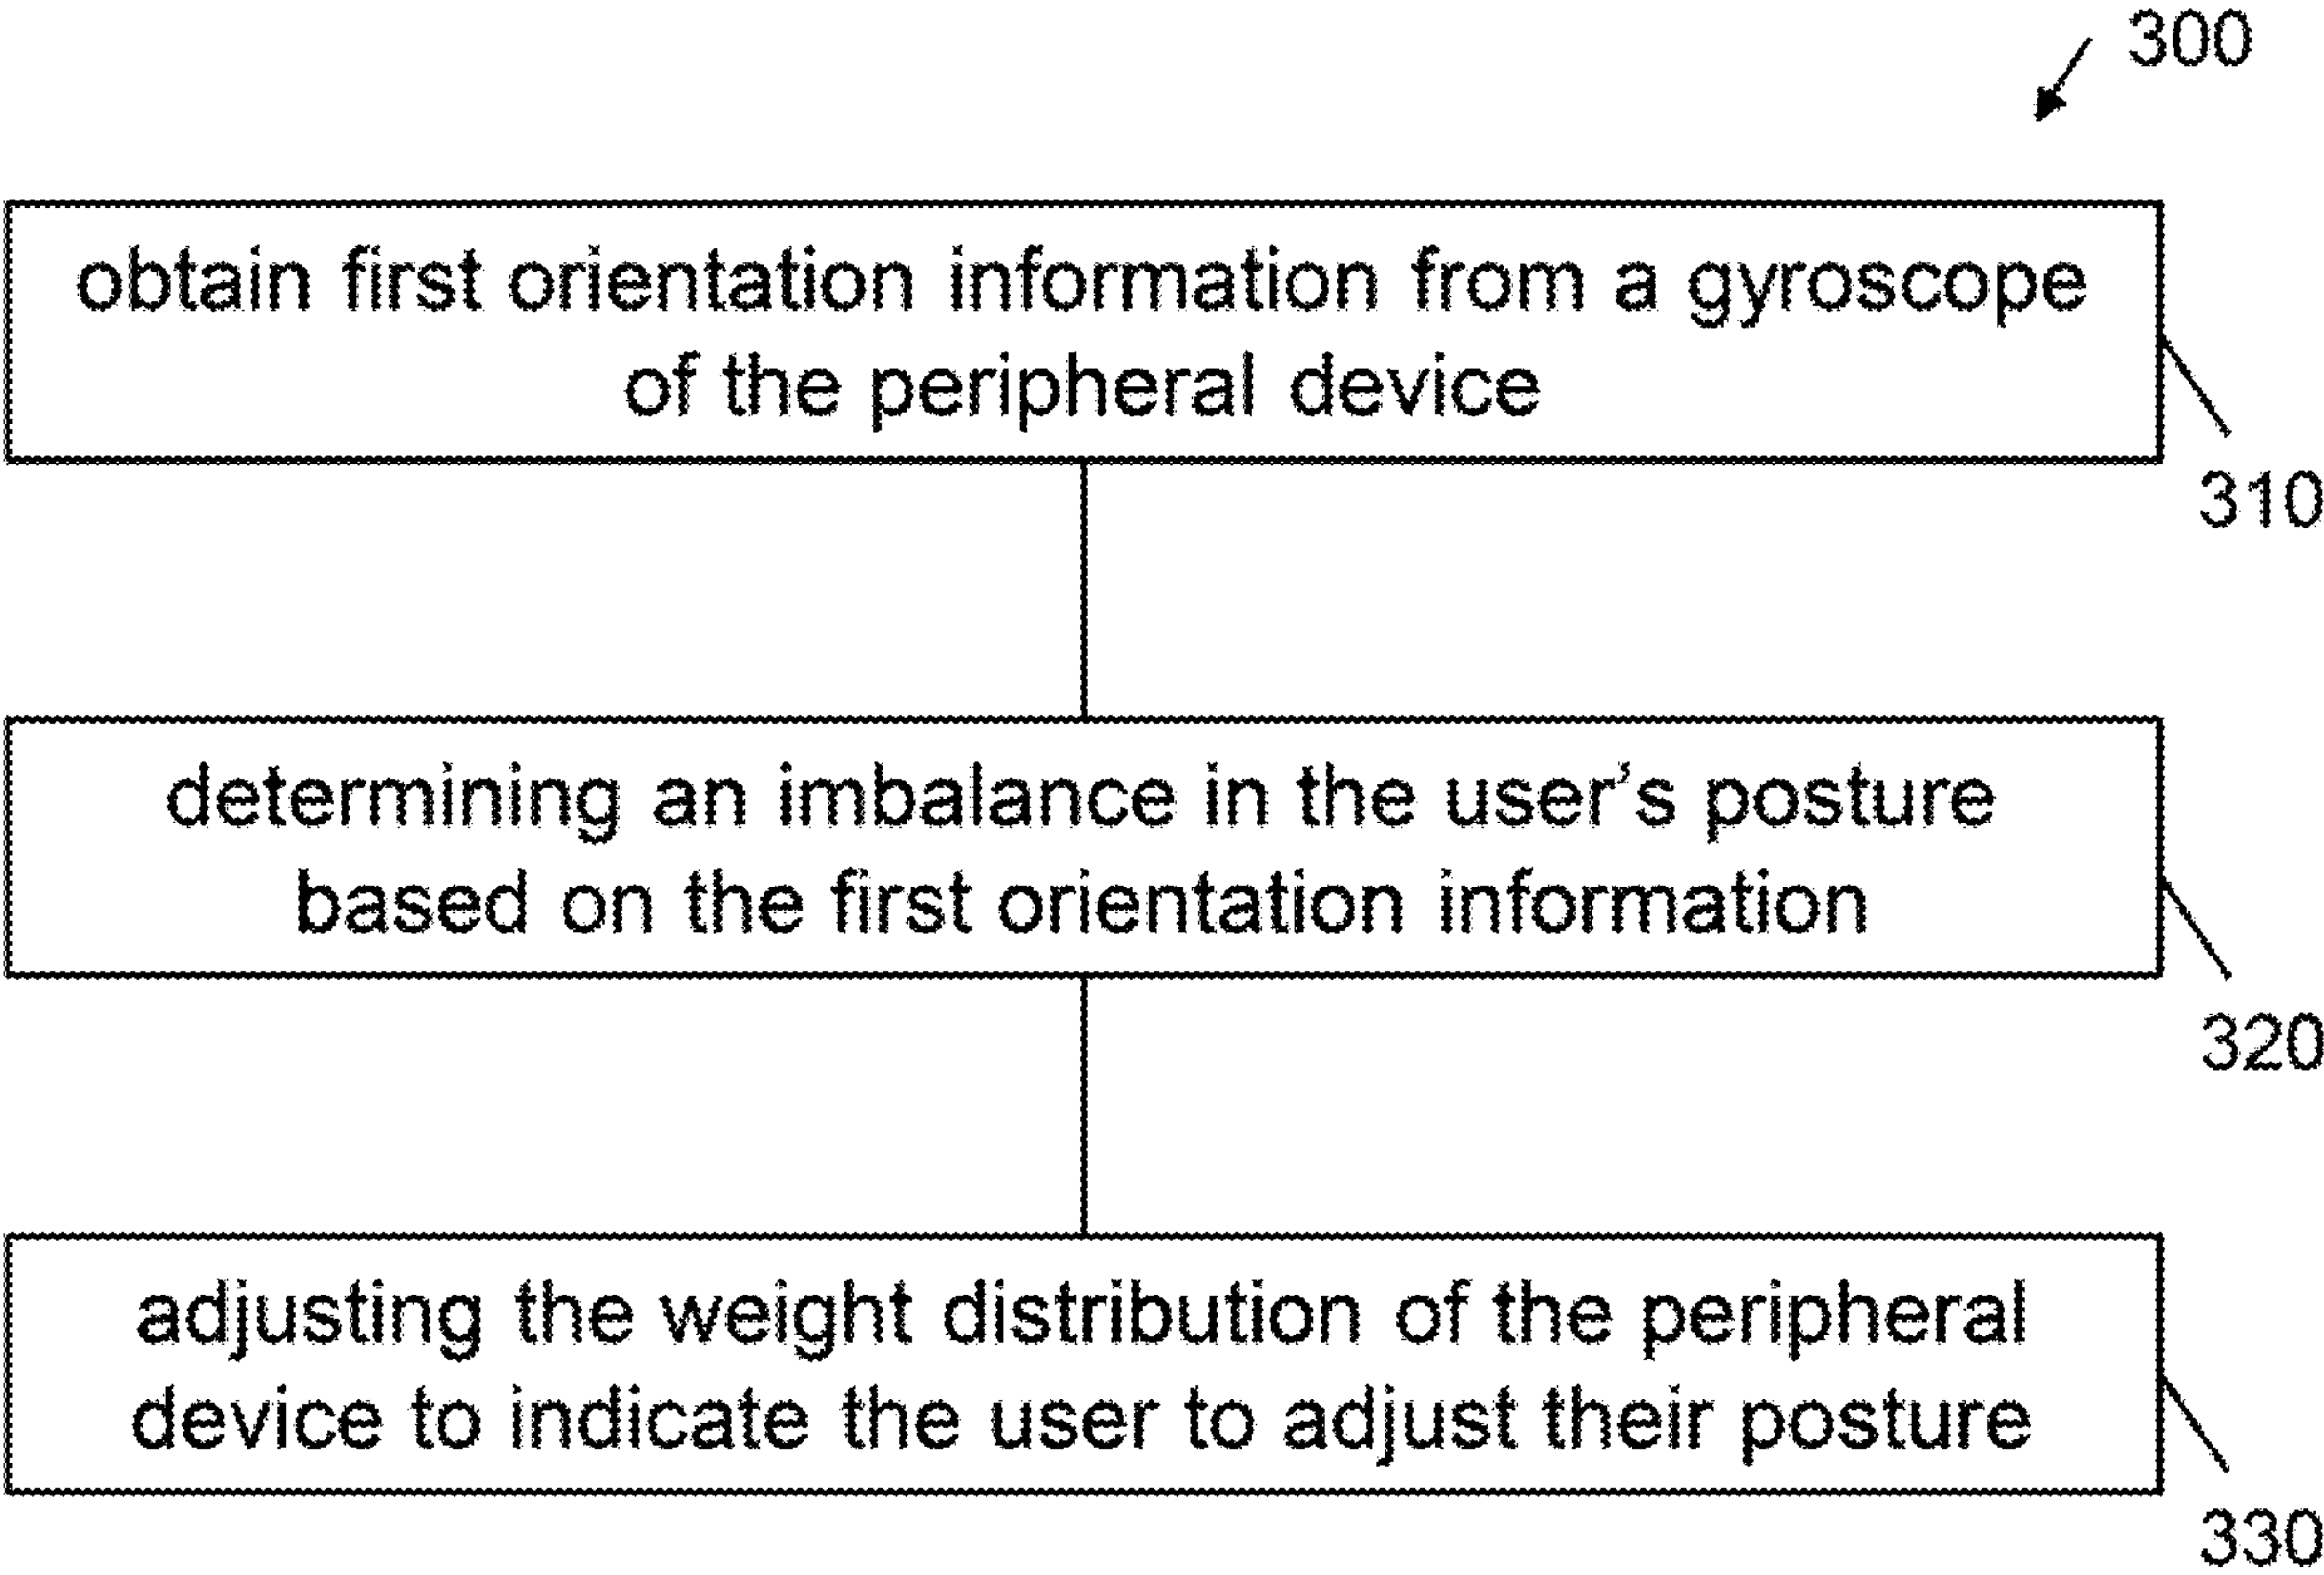 300
obtain first orientation information from a gyroscope
of the peripheral device
310
determining an imbalance in the user's posture
based on the first orientation information
320
adjusting the weight distribution of the peripheral
device to indicate the user to adjust their posture
330